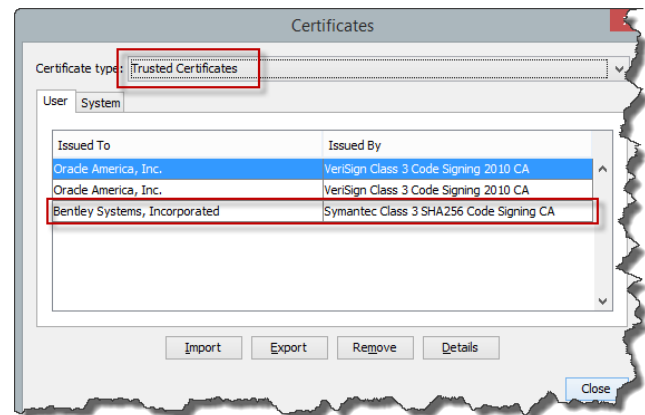 Certificates
Certificate type: Trusted Certificates
User System
Issued To Issued By
Oracle America, Inc. VeriSign Class 3 Code Signing 2010 CA
Oracle America, Inc. VeriSign Class 3 Code Signing 2010 CA
Bentley Systems, Incorporated Symantec Class 3 SHA256 Code Signing CA
Import Export Remove Details
Close